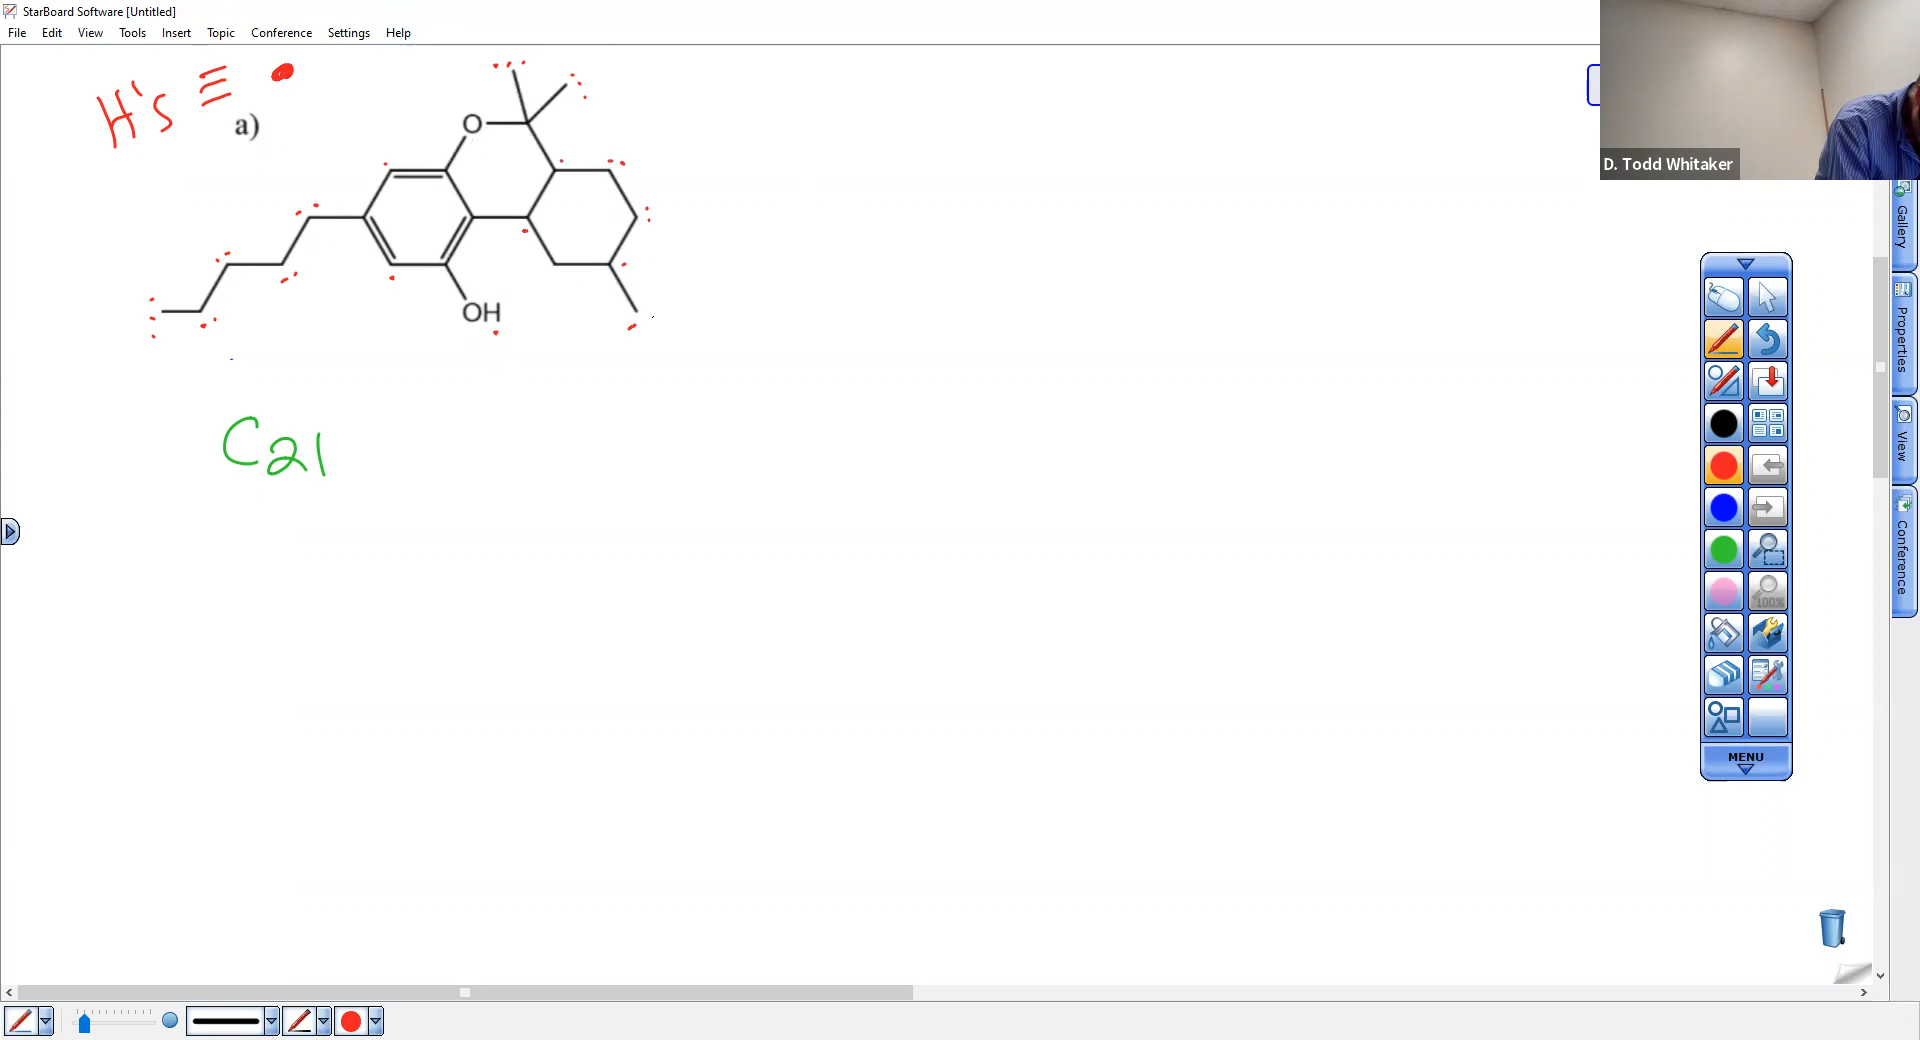 StarBoard Software [Untitled]
File Edit View Tools Insert Topic Conference Settings Help
H's ≡ •
a)
O
OH
C21
D. Todd Whitaker
Gallery
Properties
View
Conference
100%
MENU